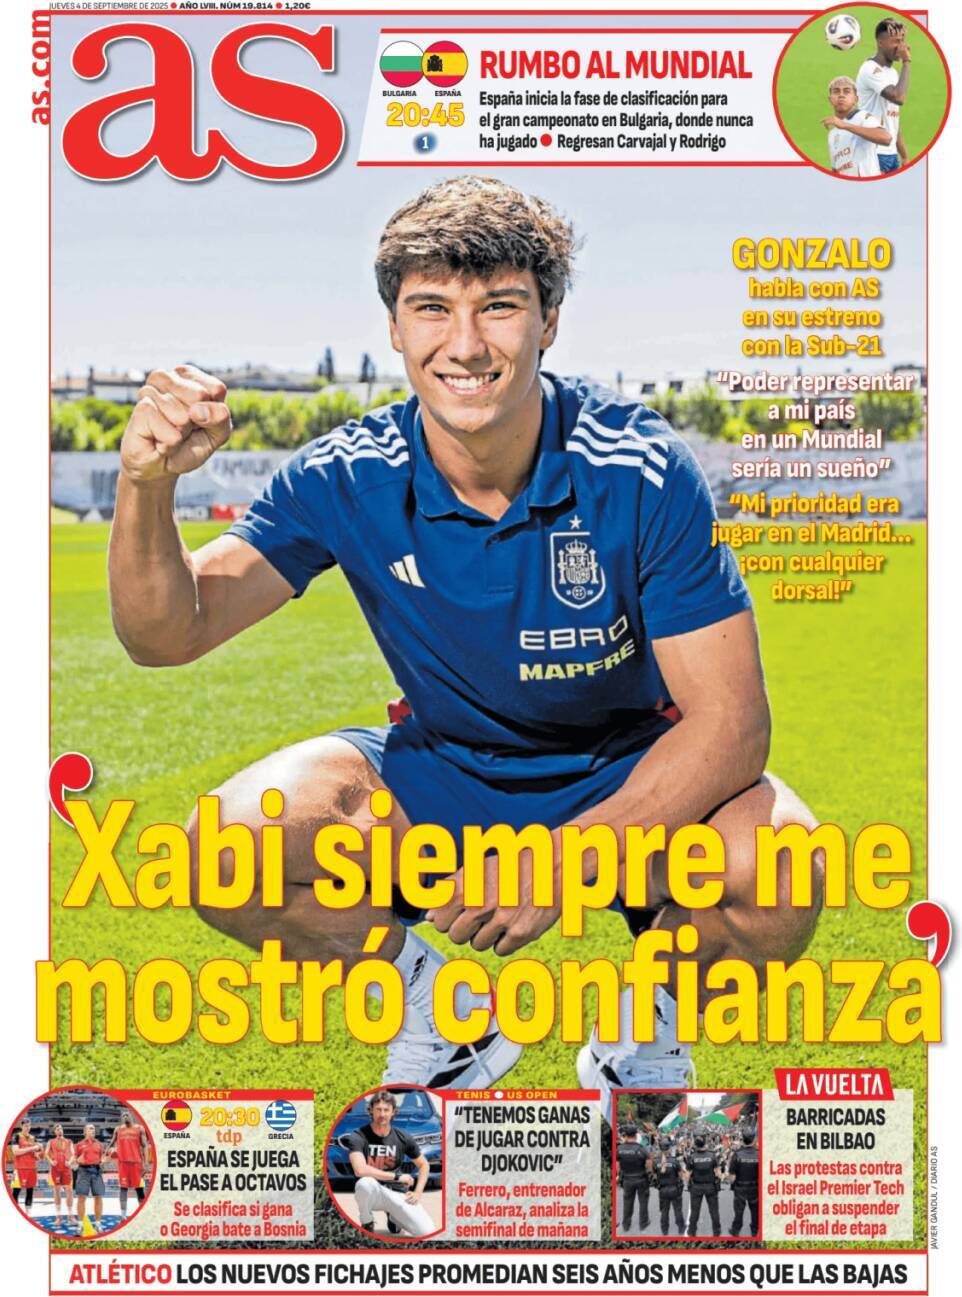 JUEVES 4 DE SEPTIEMBRE DE 2025 ● AÑO LVIII. NÚM 19.814 ● 1,20€
as.com
as
BULGARIA ESPAÑA
20:45
1
RUMBO AL MUNDIAL
España inicia la fase de clasificación para
el gran campeonato en Bulgaria, donde nunca
ha jugado ● Regresan Carvajal y Rodrigo
GONZALO
habla con AS
en su estreno
con la Sub-21
“Poder representar
a mi país
en un Mundial
sería un sueño”
“Mi prioridad era
jugar en el Madrid...
¡con cualquier
dorsal!”
EBRO
MAPFRE
‘Xabi siempre me
mostró confianza’
EUROBASKET
ESPAÑA 20:30 GRECIA
tdp
ESPAÑA SE JUEGA
EL PASE A OCTAVOS
Se clasifica si gana
o Georgia bate a Bosnia
TENIS ● US OPEN
“TENEMOS GANAS
DE JUGAR CONTRA
DJOKOVIC”
Ferrero, entrenador
de Alcaraz, analiza la
semifinal de mañana
LA VUELTA
BARRICADAS
EN BILBAO
Las protestas contra
el Israel Premier Tech
obligan a suspender
el final de etapa
JAVIER GANDUL / DIARIO AS
ATLÉTICO LOS NUEVOS FICHAJES PROMEDIAN SEIS AÑOS MENOS QUE LAS BAJAS